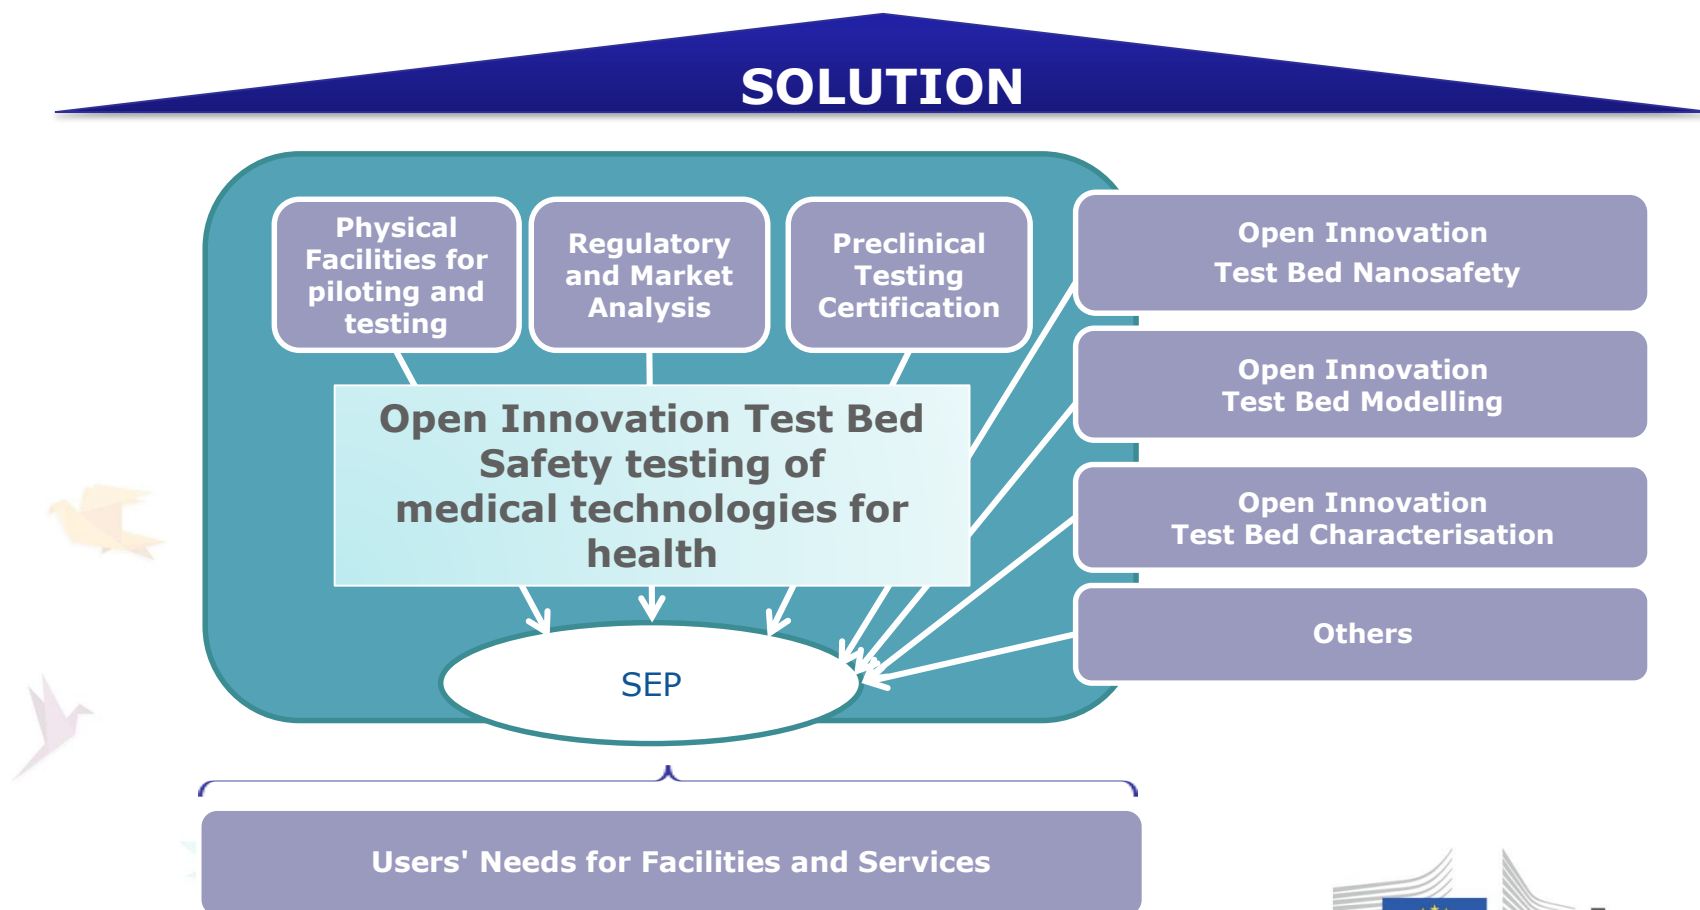 SOLUTION
Physical
Facilities for
piloting and
testing
Regulatory
and Market
Analysis
Preclinical
Testing
Certification
Open Innovation
Test Bed Nanosafety
Open Innovation
Test Bed Modelling
Open Innovation
Test Bed Characterisation
Others
Open Innovation Test Bed
Safety testing of
medical technologies for
health
SEP
Users' Needs for Facilities and Services